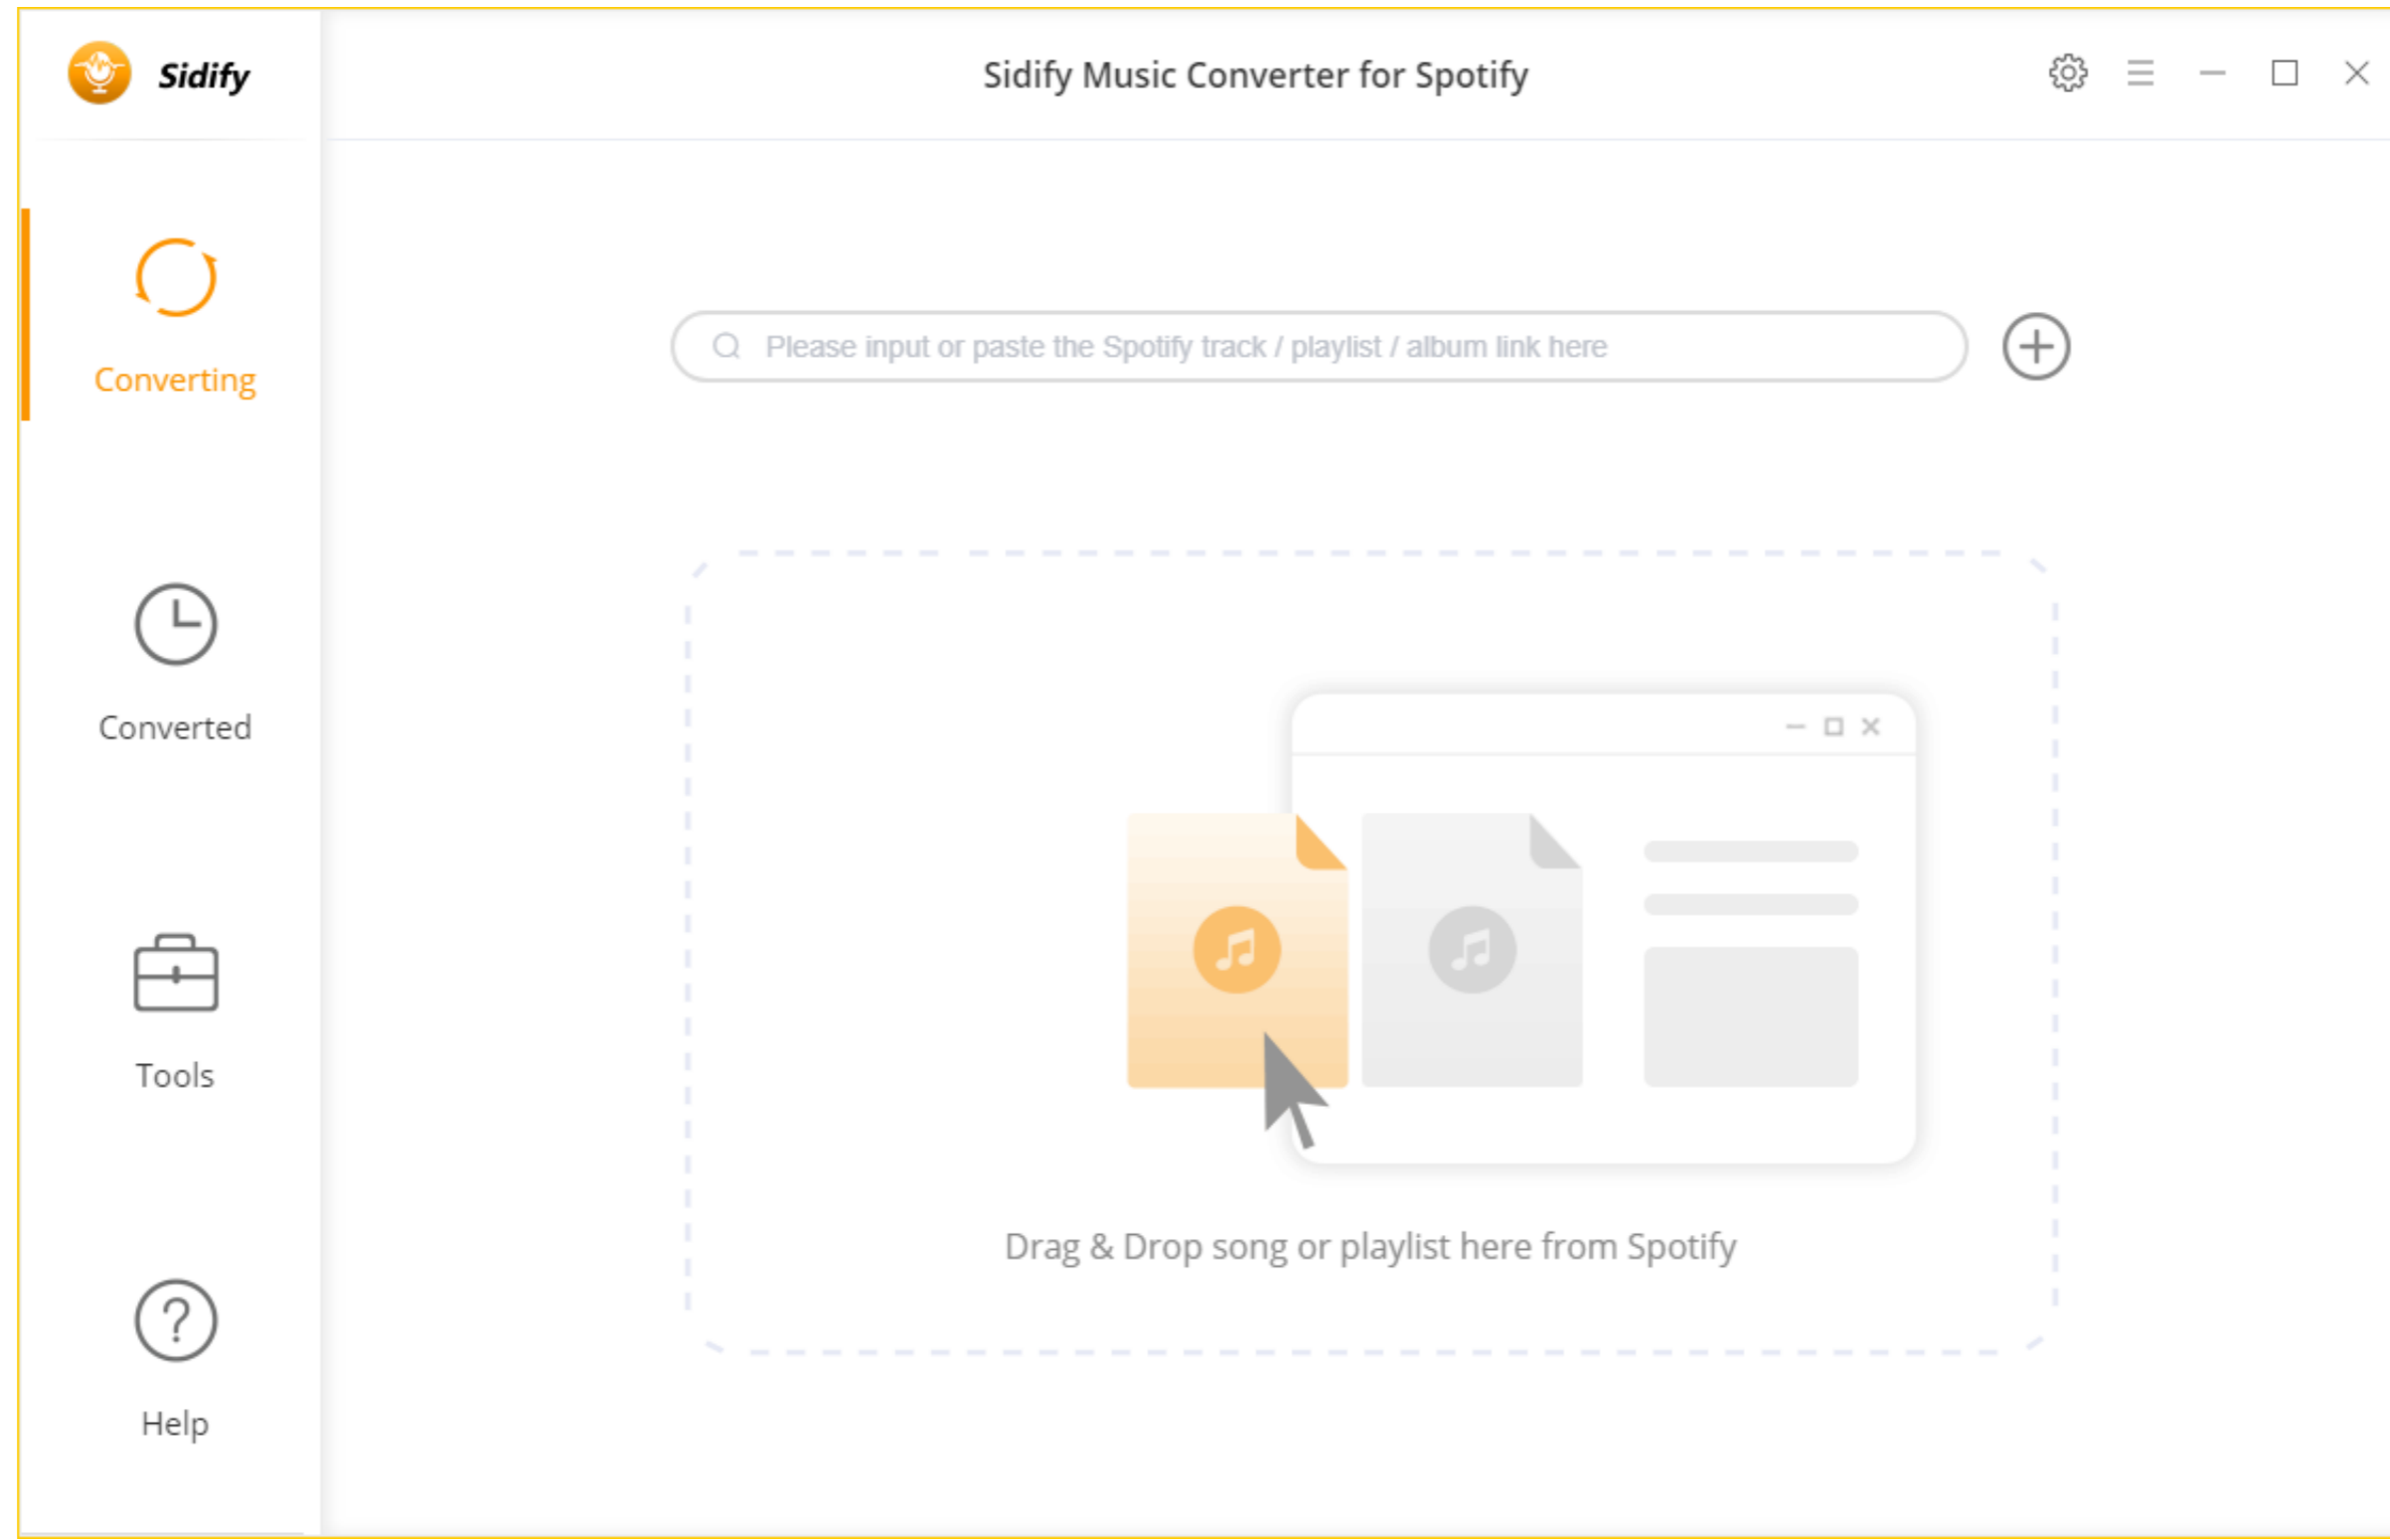 Sidify
Sidify Music Converter for Spotify
Converting
Please input or paste the Spotify track / playlist / album link here
Converted
Tools
Drag & Drop song or playlist here from Spotify
Help